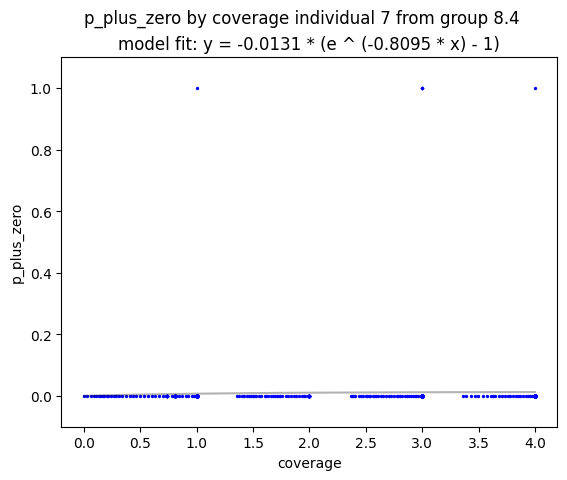 p_plus_zero by coverage individual 7 from group 8.4
model fit: y = -0.0131 * (e ^ (-0.8095 * x) - 1)
1.0
0.8
0.6
0.4
0.2
0.0
p_plus_zero
0.0 0.5 1.0 1.5 2.0 2.5 3.0 3.5 4.0
coverage